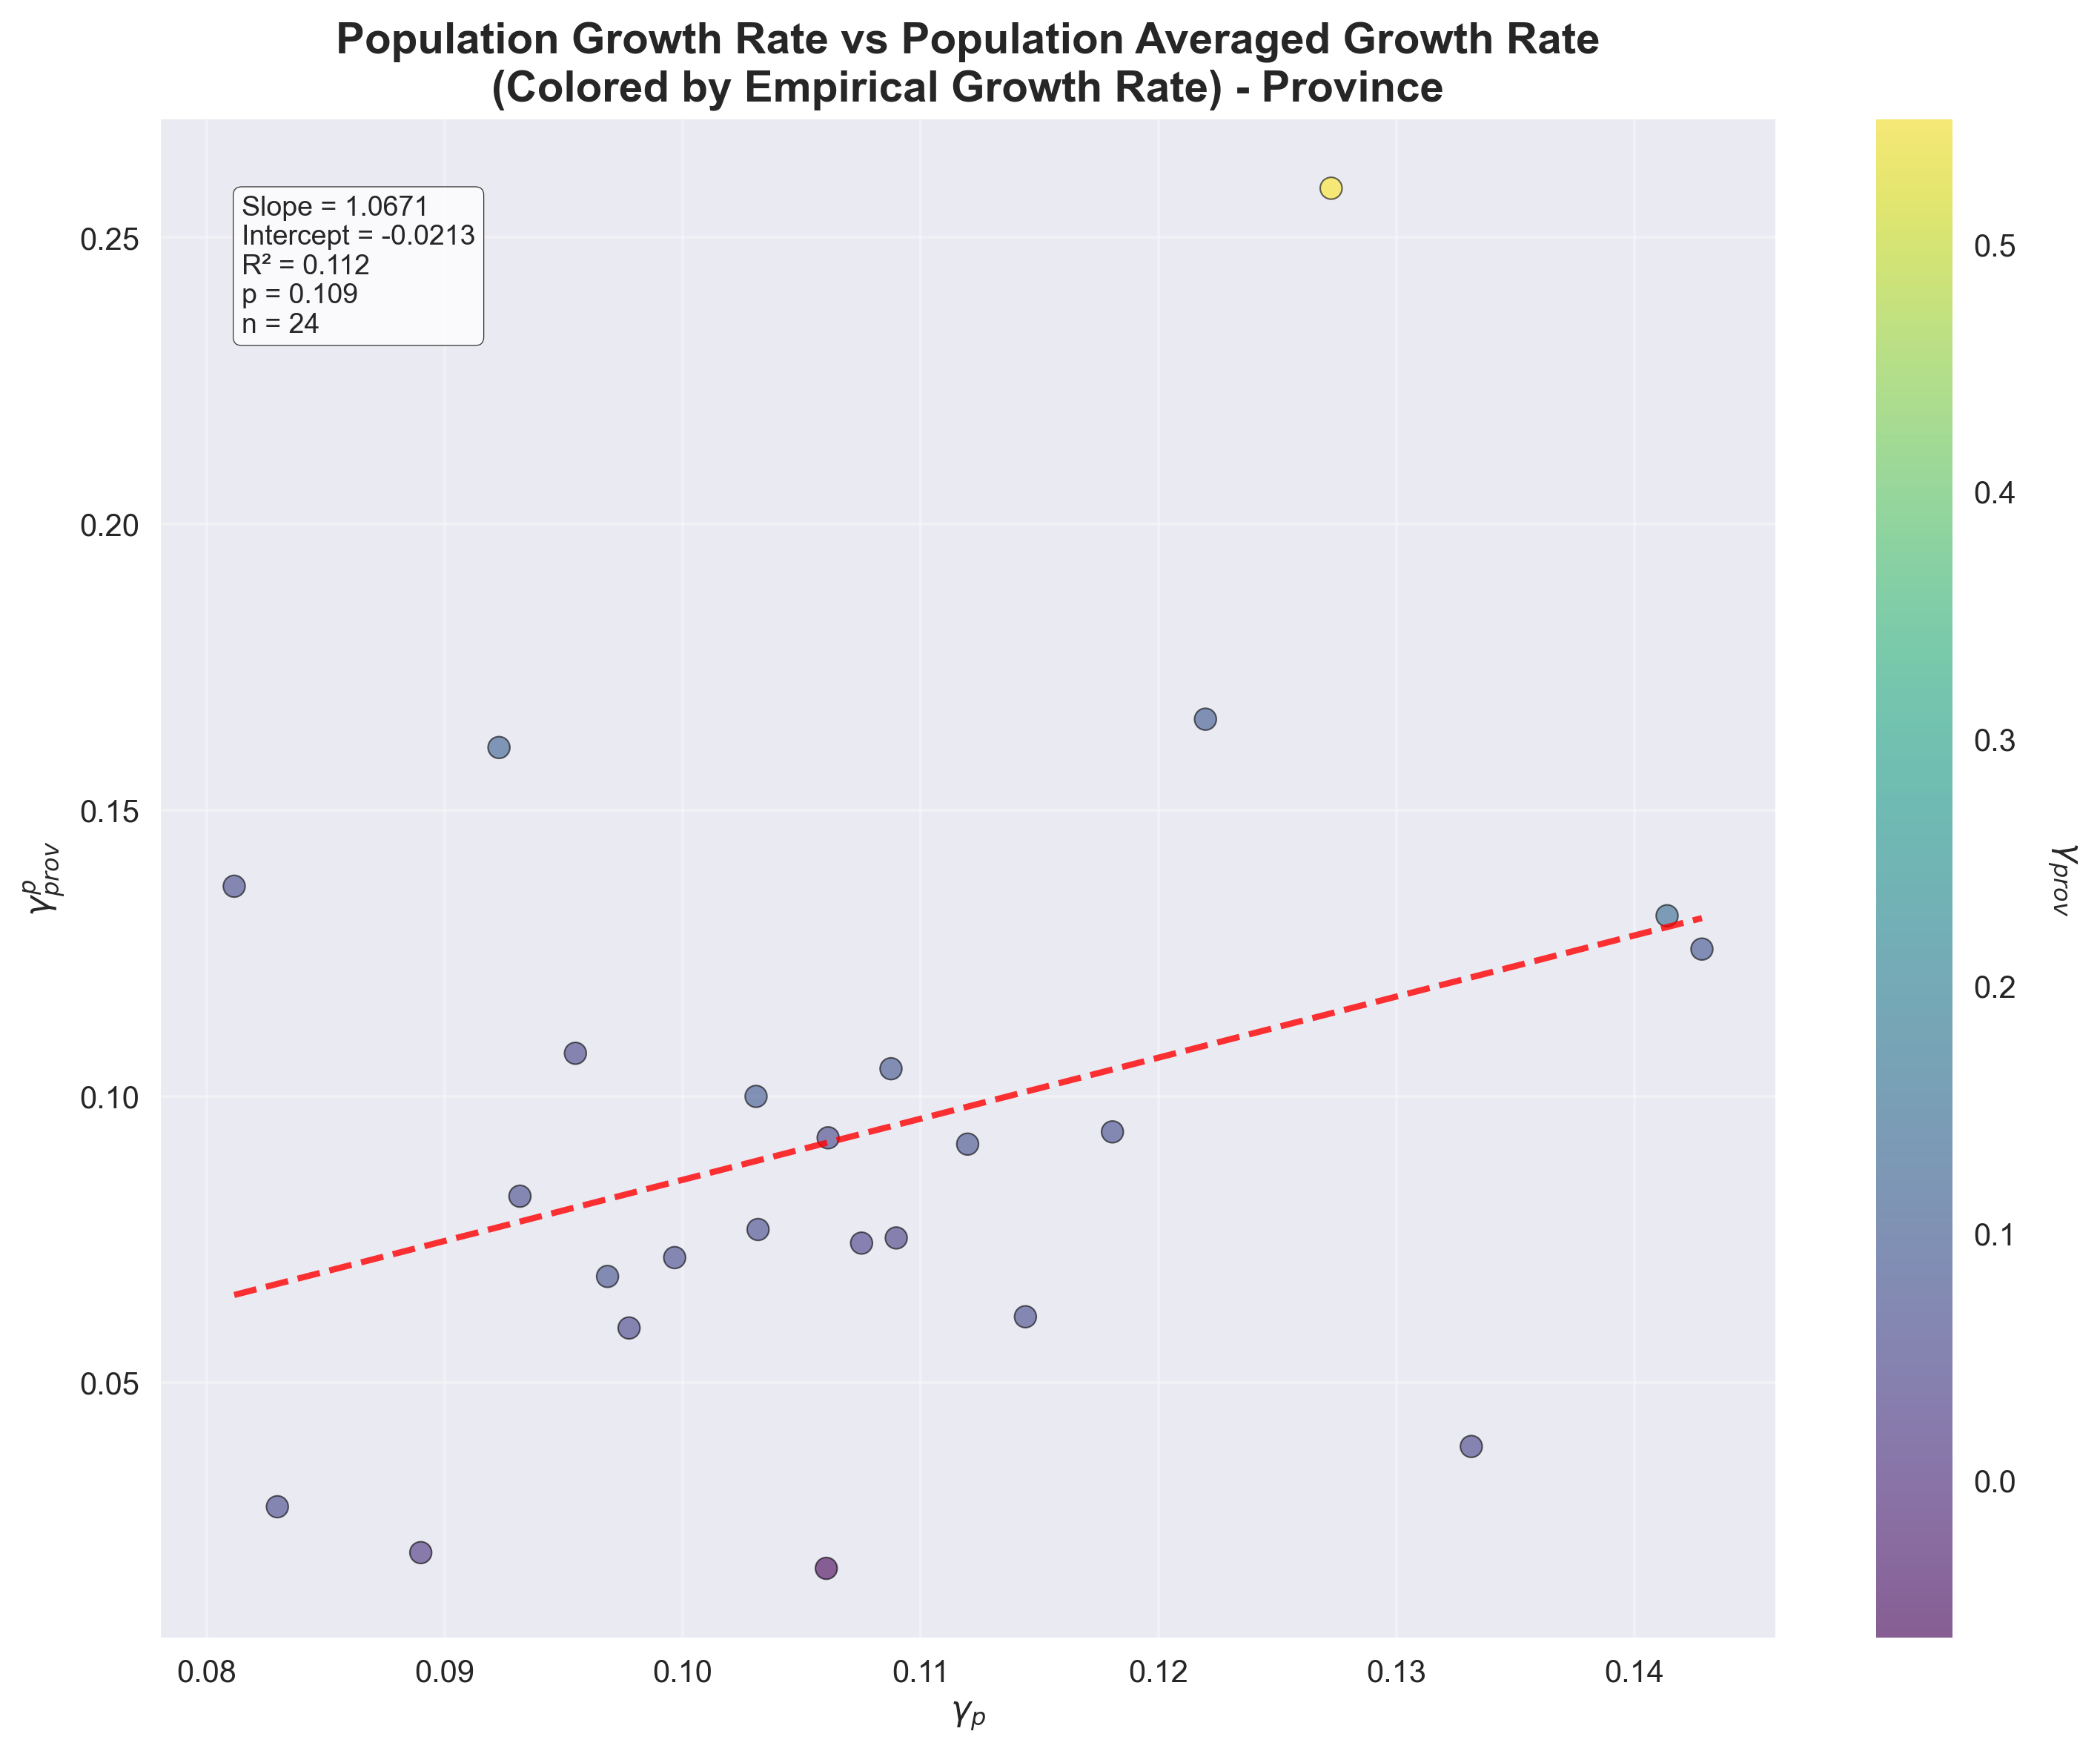 Population Growth Rate vs Population Averaged Growth Rate
(Colored by Empirical Growth Rate) - Province
Slope = 1.0671
Intercept = -0.0213
R² = 0.112
p = 0.109
n = 24
0.25
0.20
0.15
0.10
0.05
γ^p_prov
0.08 0.09 0.10 0.11 0.12 0.13 0.14
γ_p
0.5
0.4
0.3
0.2
0.1
0.0
γ_prov